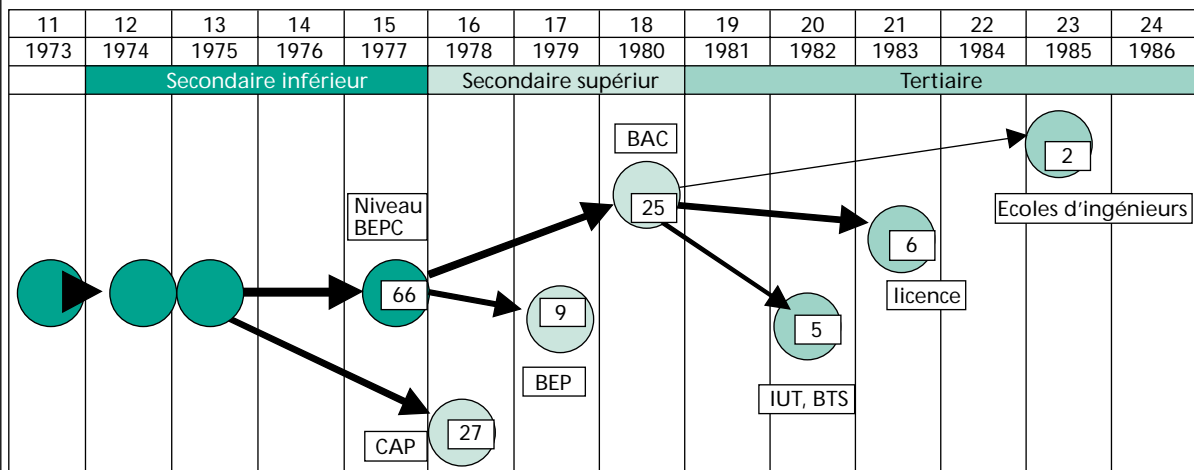 11 12 13 14 15 16 17 18 19 20 21 22 23 24
1973 1974 1975 1976 1977 1978 1979 1980 1981 1982 1983 1984 1985 1986
Secondaire inférieur Secondaire supériur Tertiaire
BAC
2
Niveau
BEPC
25
Ecoles d'ingénieurs
6
66
licence
9
5
BEP
IUT, BTS
CAP
27